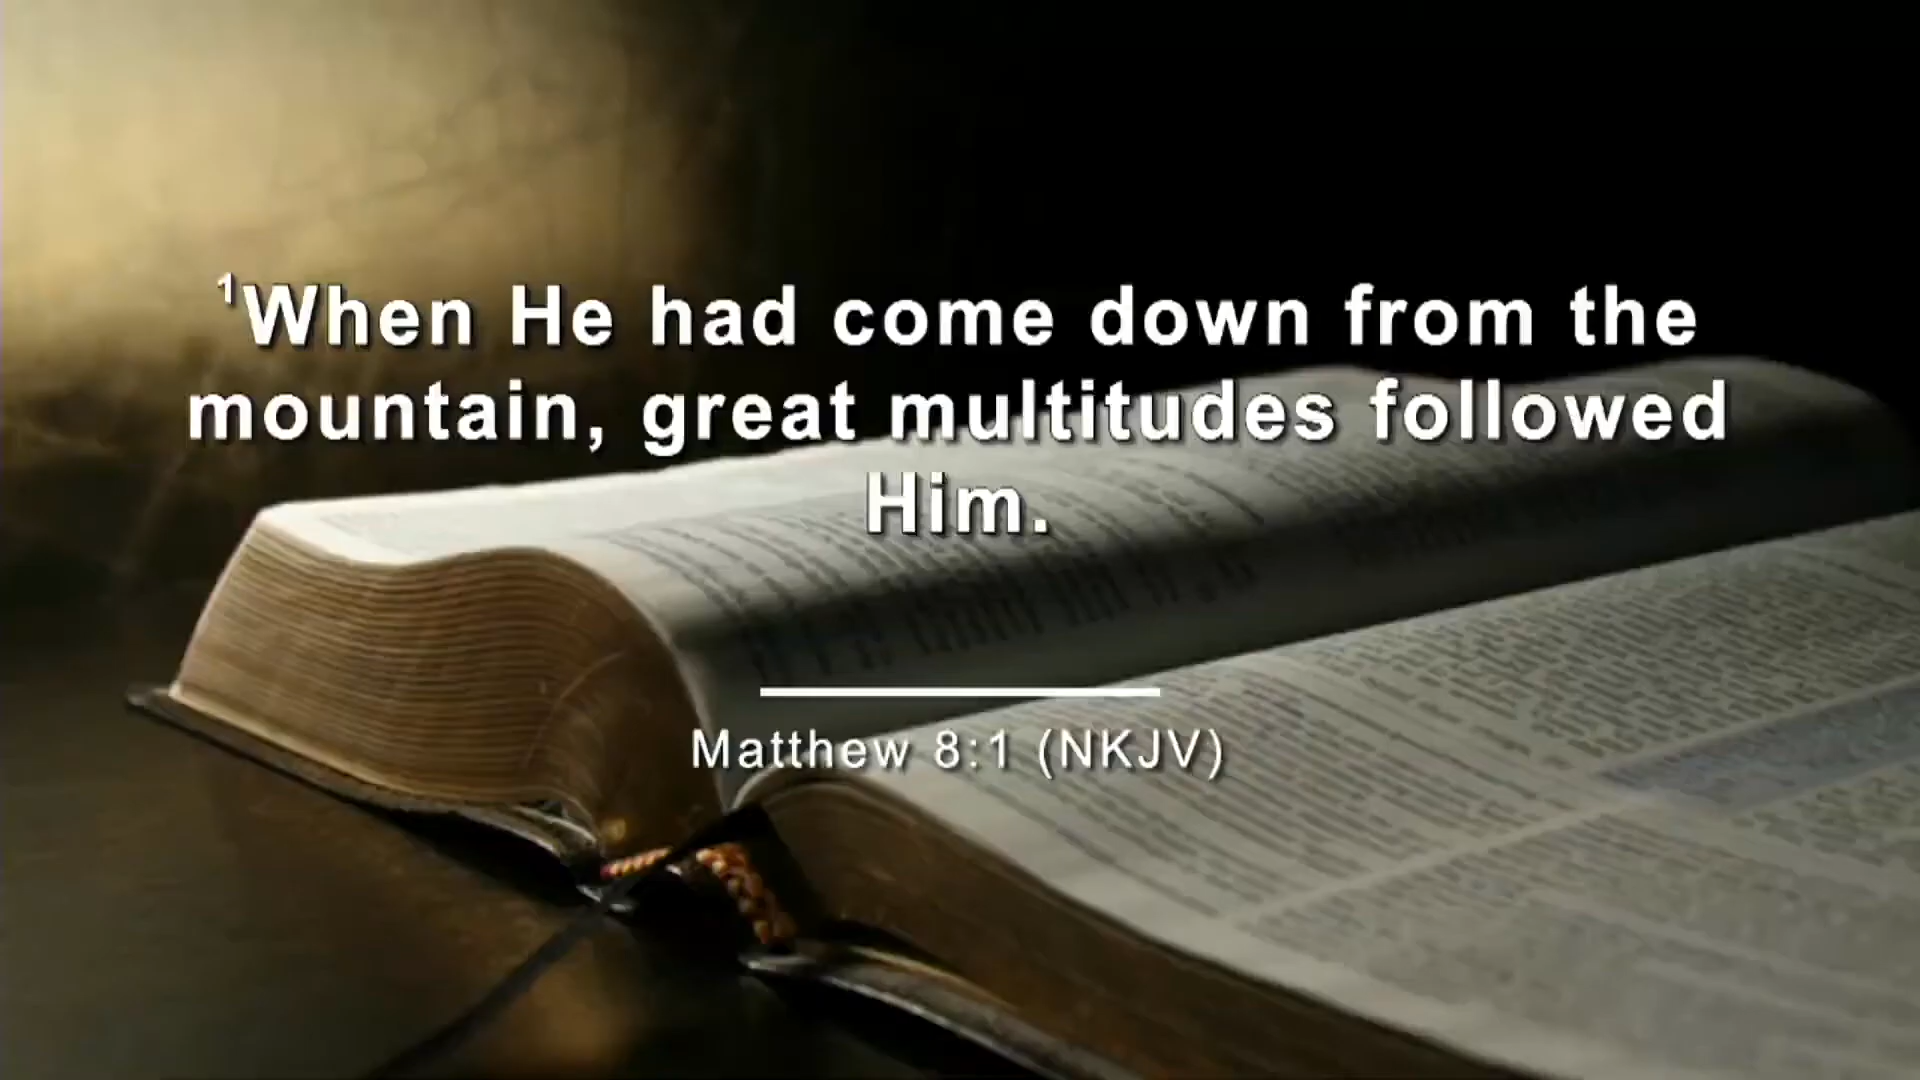 ¹When He had come down from the
mountain, great multitudes followed
Him.
Matthew 8:1 (NKJV)